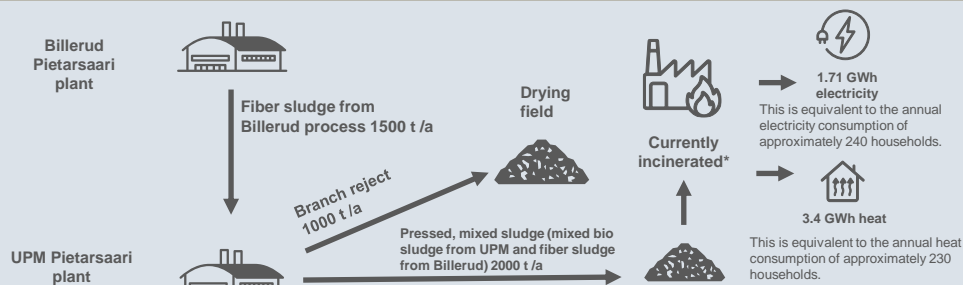 Billerud
Pietarsaari
plant
Fiber sludge from
Billerud process 1500 t /a
Drying
field
Currently
incinerated*
1.71 GWh
electricity
This is equivalent to the annual
electricity consumption of
approximately 240 households.
3.4 GWh heat
This is equivalent to the annual heat
consumption of approximately 230
households.
Branch reject
1000 t /a
Pressed, mixed sludge (mixed bio
sludge from UPM and fiber sludge
from Billerud) 2000 t /a
UPM Pietarsaari
plant